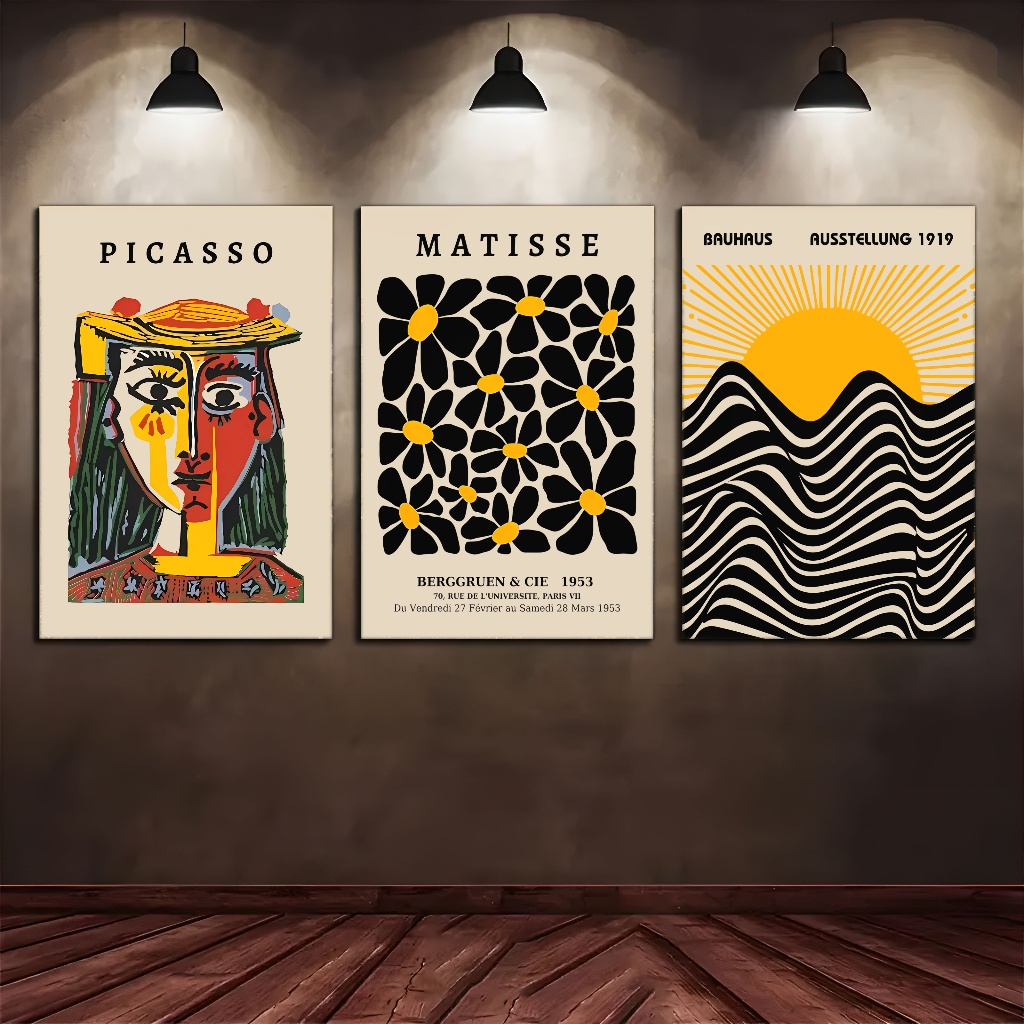 PICASSO
MATISSE
BERGGRUEN & CIE 1953
70, RUE DE L'UNIVERSITE, PARIS VII
Du Vendredi 27 Février au Samedi 28 Mars 1953
BAUHAUS AUSSTELLUNG 1919